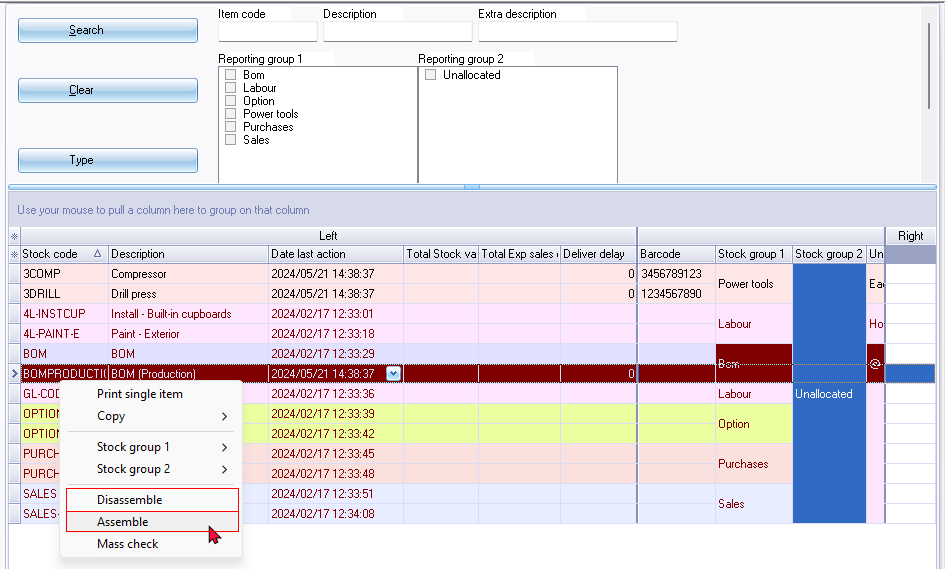 Item code Description Extra description
Search
Reporting group 1 Reporting group 2
Bom Unallocated
Labour
Clear
Option
Power tools
Purchases
Sales
Type
Use your mouse to pull a column here to group on that column
Left Right
Stock code Description Date last action Total Stock va Total Exp sales Deliver delay Barcode Stock group 1 Stock group 2 Un
3COMP Compressor 2024/05/21 14:38:37 0 3456789123
Power tools Ea
3DRILL Drill press 2024/05/21 14:38:37 0 1234567890
4L-INSTCUP Install - Built-in cupboards 2024/02/17 12:33:01
Labour Ho
4L-PAINT-E Paint - Exterior 2024/02/17 12:33:18
BOM BOM 2024/02/17 12:33:29
Bom @
BOMPRODUCTIO BOM (Production) 2024/05/21 14:38:37 0
GL-COD 2024/02/17 12:33:36 Labour Unallocated
Print single item
OPTION 2024/02/17 12:33:39
Copy
Option
OPTION 2024/02/17 12:33:42
Stock group 1
PURCH 2024/02/17 12:33:45
Purchases
Stock group 2
PURCH 2024/02/17 12:33:48
SALES 2024/02/17 12:33:51
Disassemble
Sales
SALES- 2024/02/17 12:34:08
Assemble
Mass check